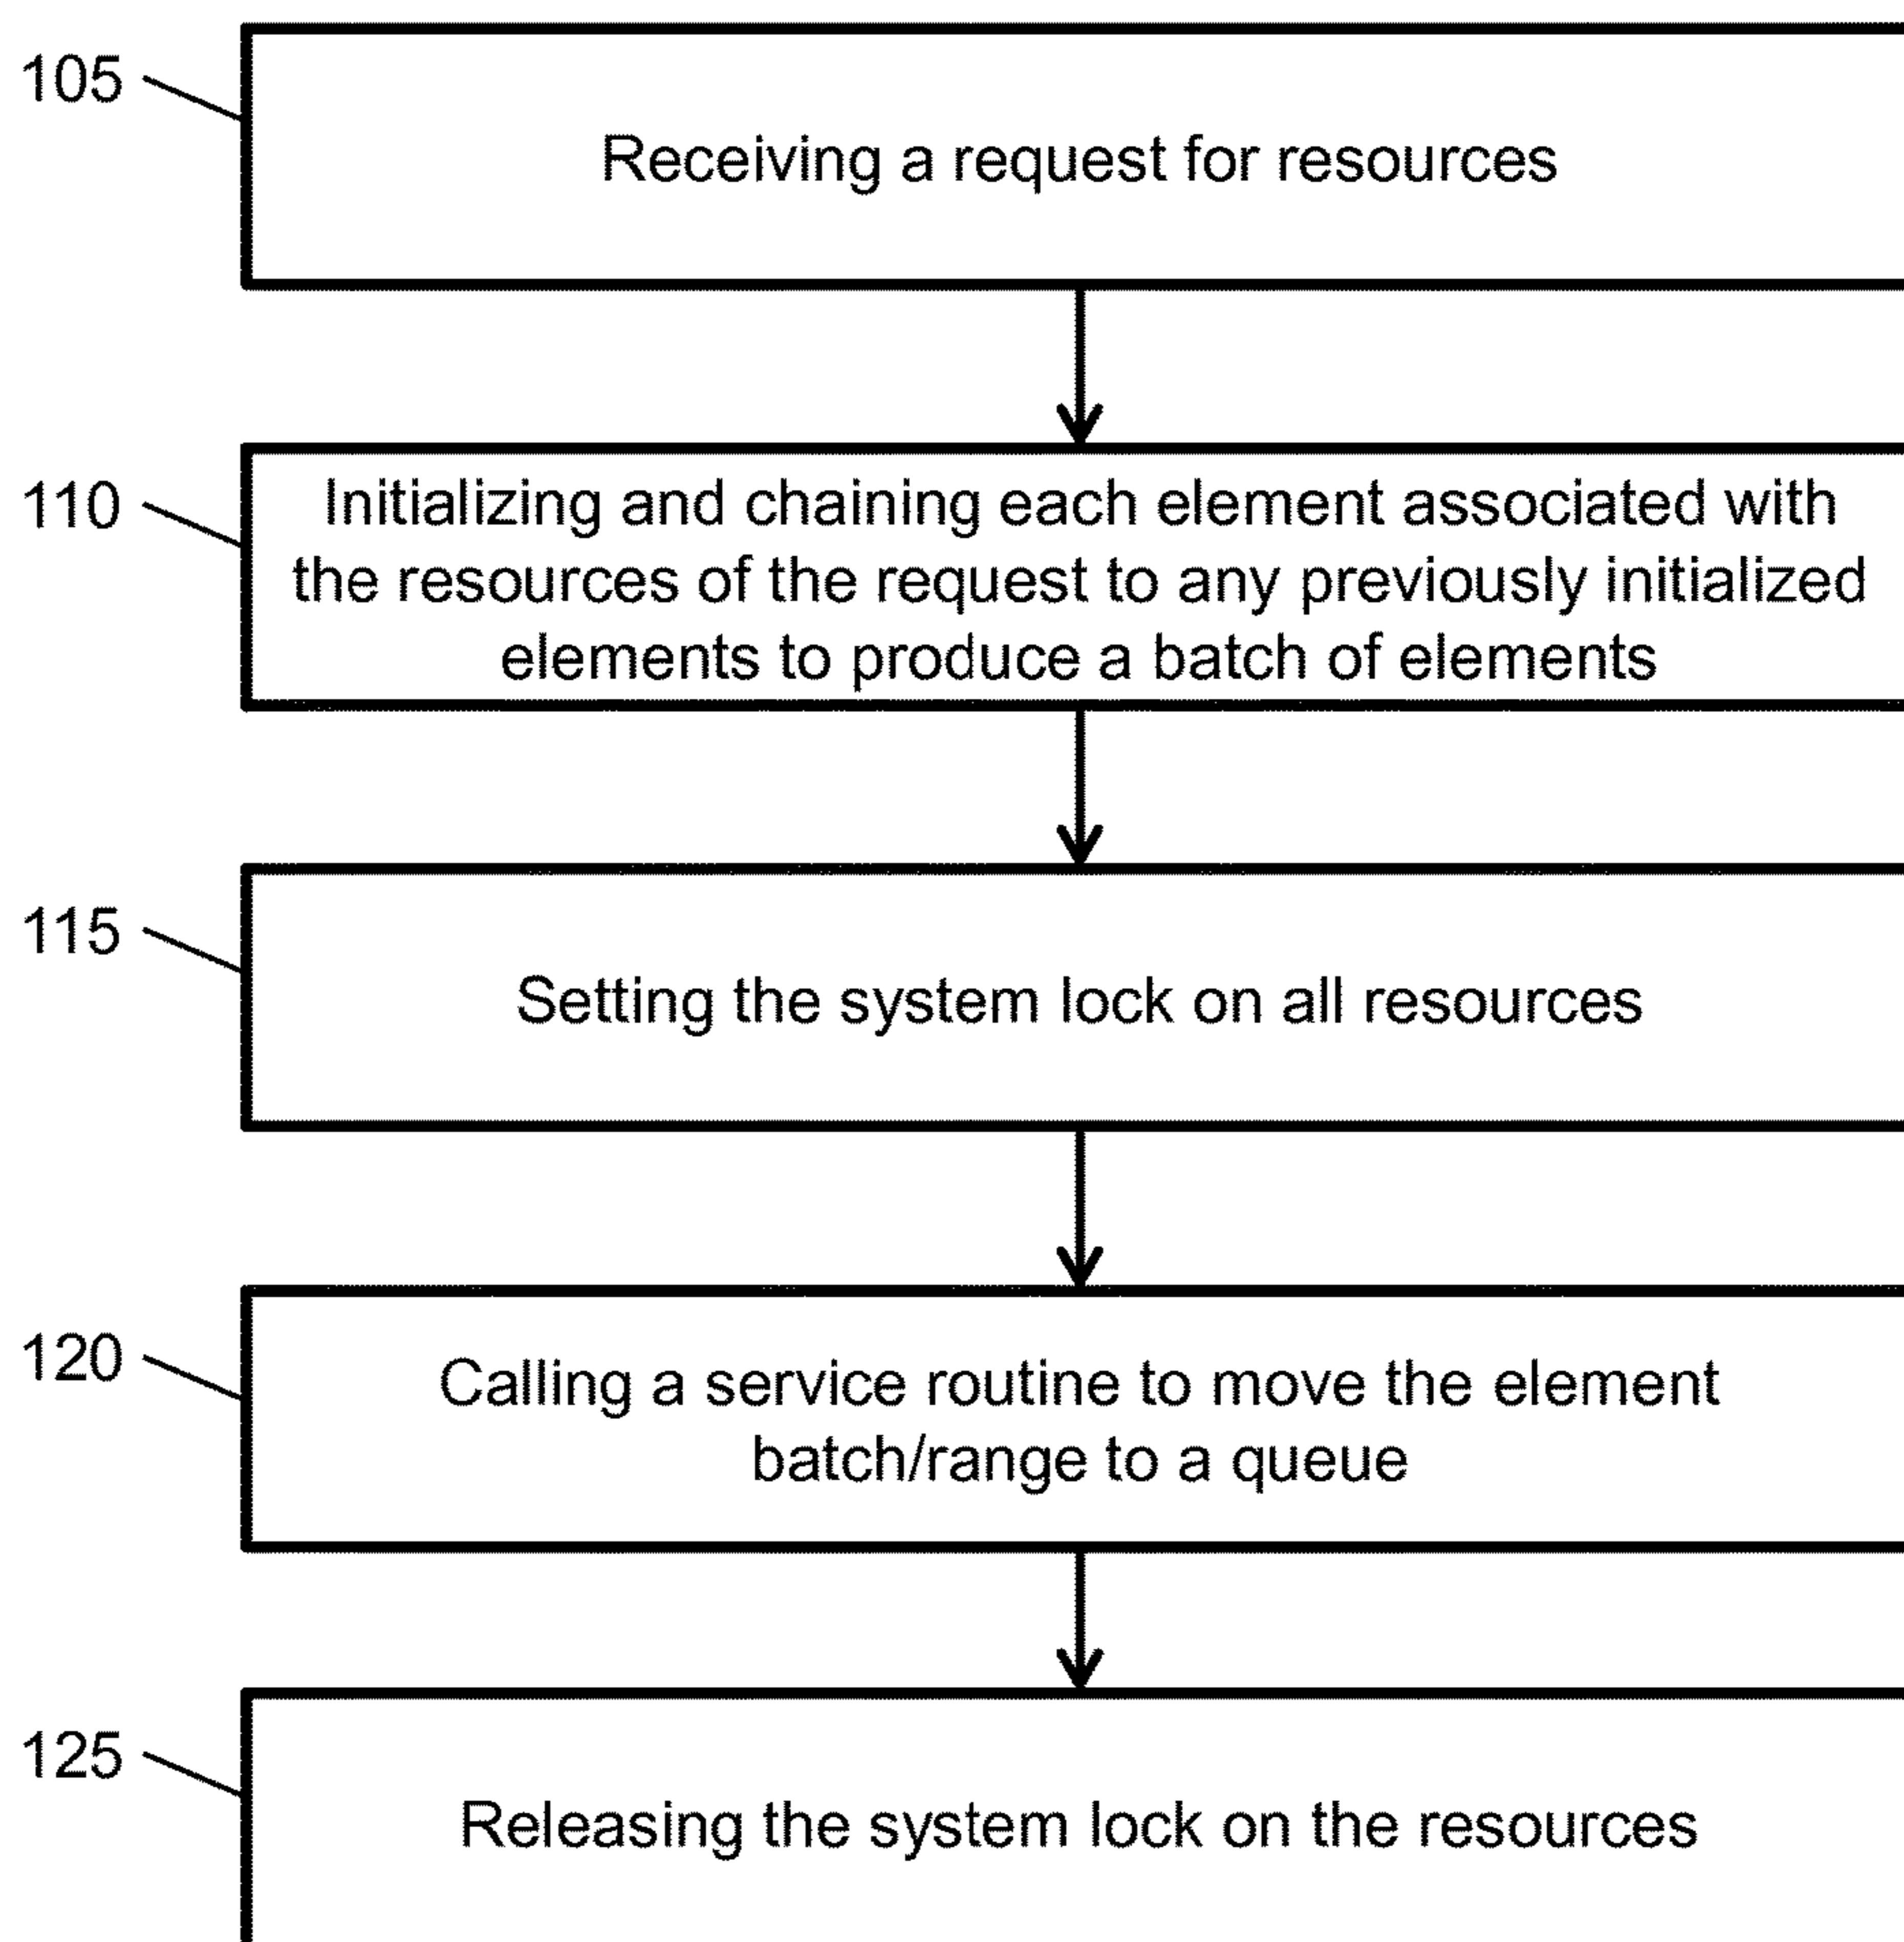 105
Receiving a request for resources
110
Initializing and chaining each element associated with
the resources of the request to any previously initialized
elements to produce a batch of elements
115
Setting the system lock on all resources
120
Calling a service routine to move the element
batch/range to a queue
125
Releasing the system lock on the resources